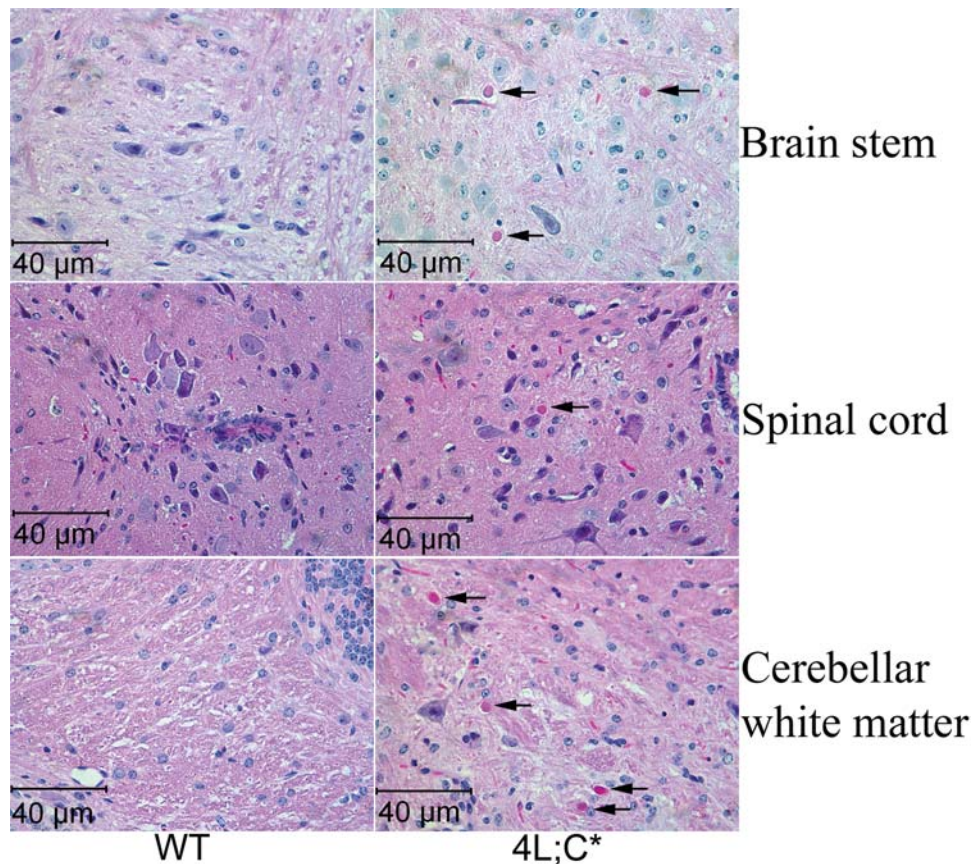 Brain stem
40 μm
40 μm
Spinal cord
40 μm
40 μm
Cerebellar
white matter
40 μm
40 μm
WT
4L;C*